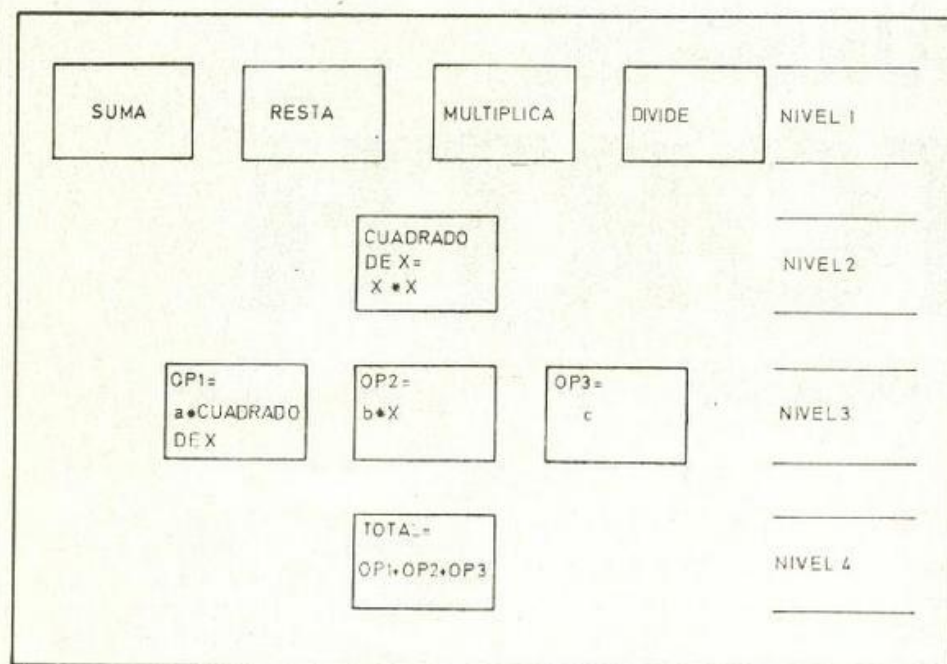 SUMA
RESTA
MULTIPLICA
DIVIDE
NIVEL 1
CUADRADO
DE X=
X * X
NIVEL 2
OP1=
a*CUADRADO
DE X
OP2=
b*X
OP3=
c
NIVEL 3
TOTAL=
OP1+OP2+OP3
NIVEL 4